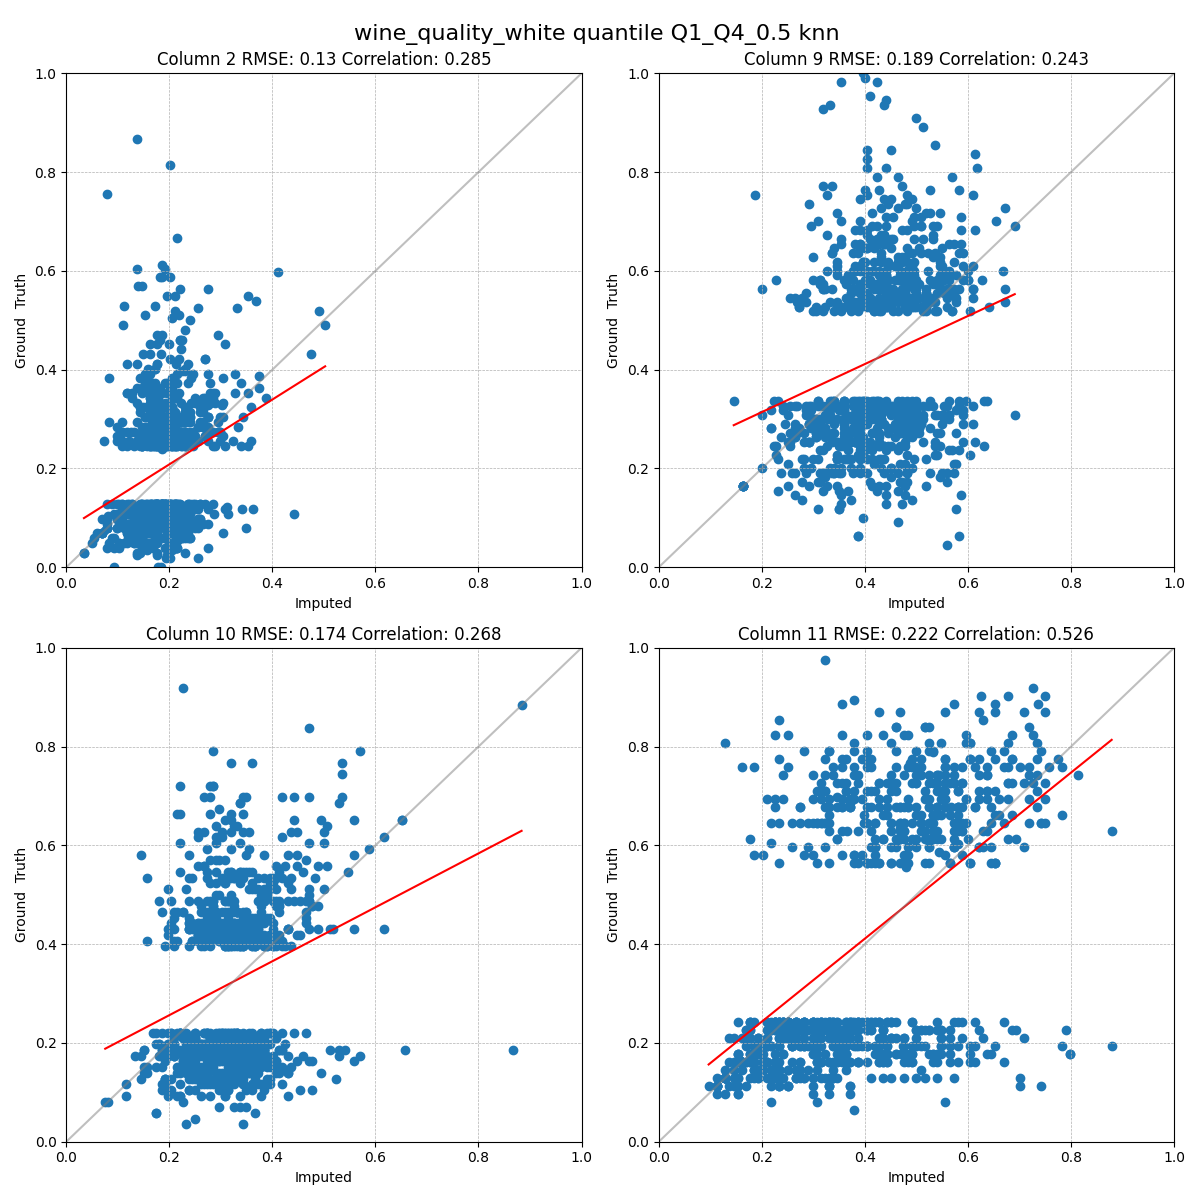 wine_quality_white quantile Q1_Q4_0.5 knn
Column 2 RMSE: 0.13 Correlation: 0.285
1.0
0.8
0.6
0.4
0.2
0.0
Ground Truth
0.0 0.2 0.4 0.6 0.8 1.0
Imputed
Column 9 RMSE: 0.189 Correlation: 0.243
1.0
0.8
0.6
0.4
0.2
0.0
Ground Truth
0.0 0.2 0.4 0.6 0.8 1.0
Imputed
Column 10 RMSE: 0.174 Correlation: 0.268
1.0
0.8
0.6
0.4
0.2
0.0
Ground Truth
0.0 0.2 0.4 0.6 0.8 1.0
Imputed
Column 11 RMSE: 0.222 Correlation: 0.526
1.0
0.8
0.6
0.4
0.2
0.0
Ground Truth
0.0 0.2 0.4 0.6 0.8 1.0
Imputed